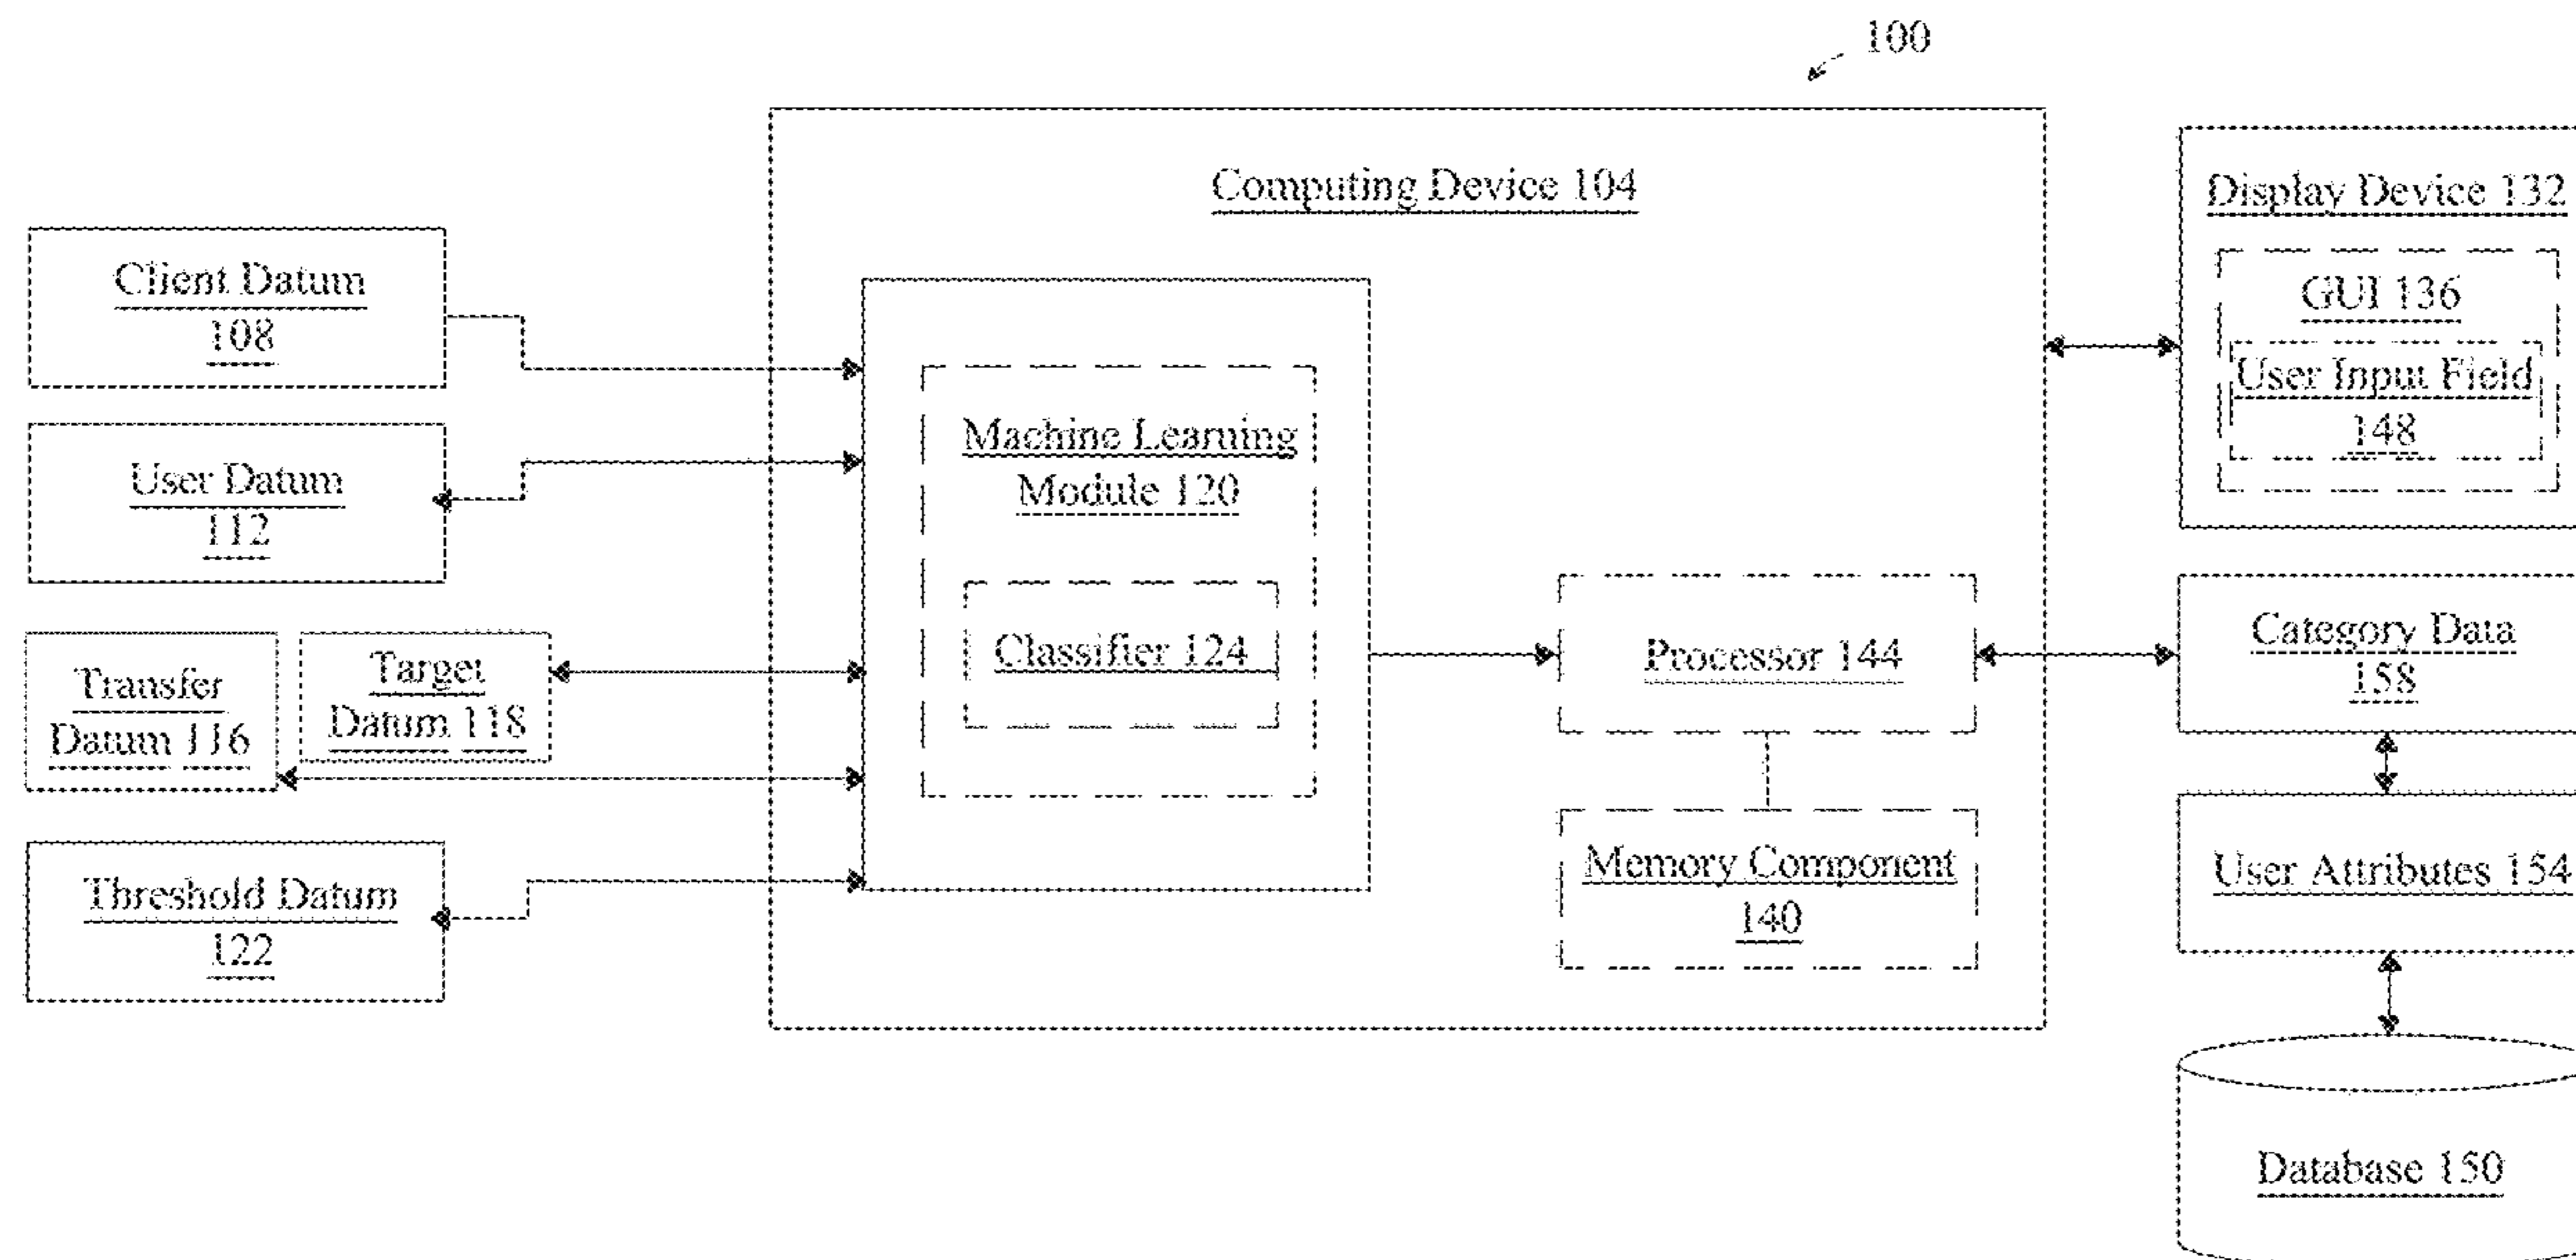 100
Computing Device 104
Display Device 132
GUI 136
User Input Field
148
Client Datum
108
User Datum
112
Machine Learning
Module 120
Classifier 124
Transfer
Datum 116
Target
Datum 118
Threshold Datum
122
Processor 144
Memory Component
140
Category Data
158
User Attributes 154
Database 150